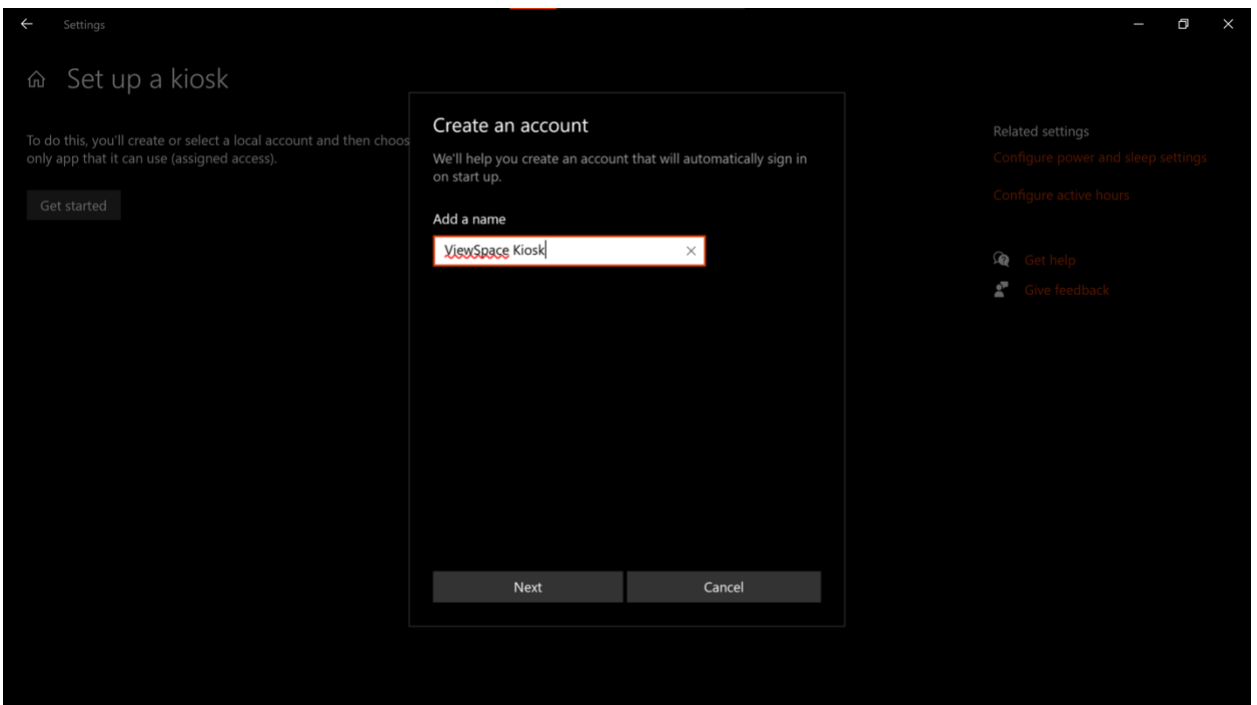 Settings
Set up a kiosk
To do this, you'll create or select a local account and then choos
only app that it can use (assigned access).
Get started
Create an account
We'll help you create an account that will automatically sign in
on start up.
Add a name
ViewSpace Kiosk
Next
Cancel
Related settings
Configure power and sleep settings
Configure active hours
Get help
Give feedback